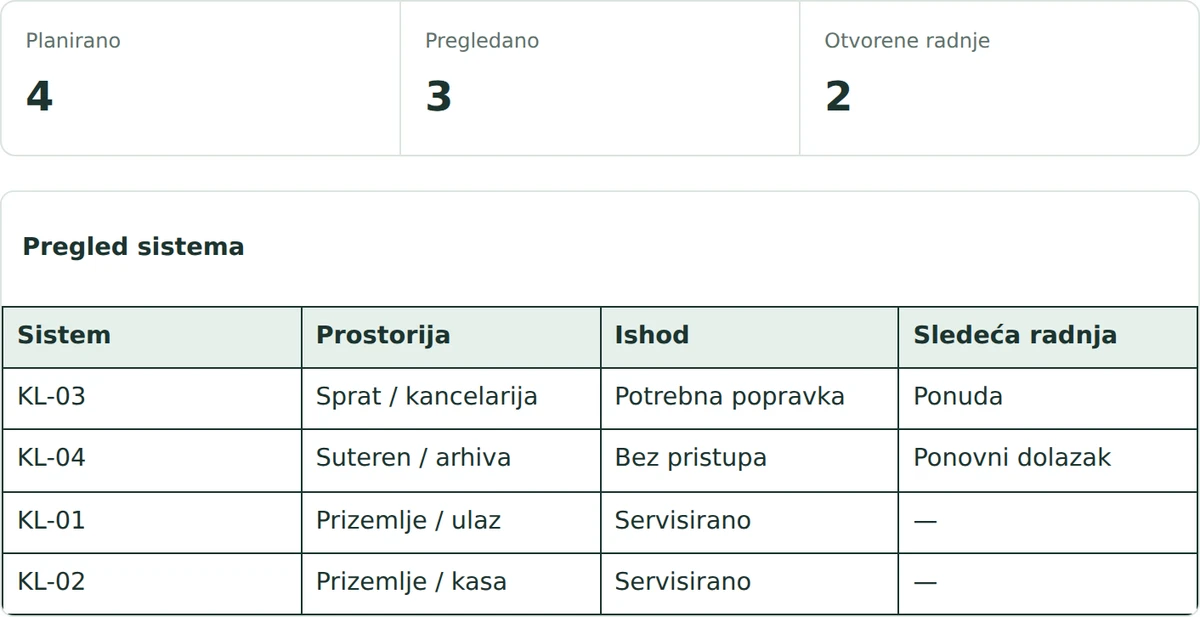 Planirano
Pregledano
Otvorene radnje
4
3
2
Pregled sistema
Sistem Prostorija Ishod Sledeća radnja
KL-03 Sprat / kancelarija Potrebna popravka Ponuda
KL-04 Suteren / arhiva Bez pristupa Ponovni dolazak
KL-01 Prizemlje / ulaz Servisirano —
KL-02 Prizemlje / kasa Servisirano —